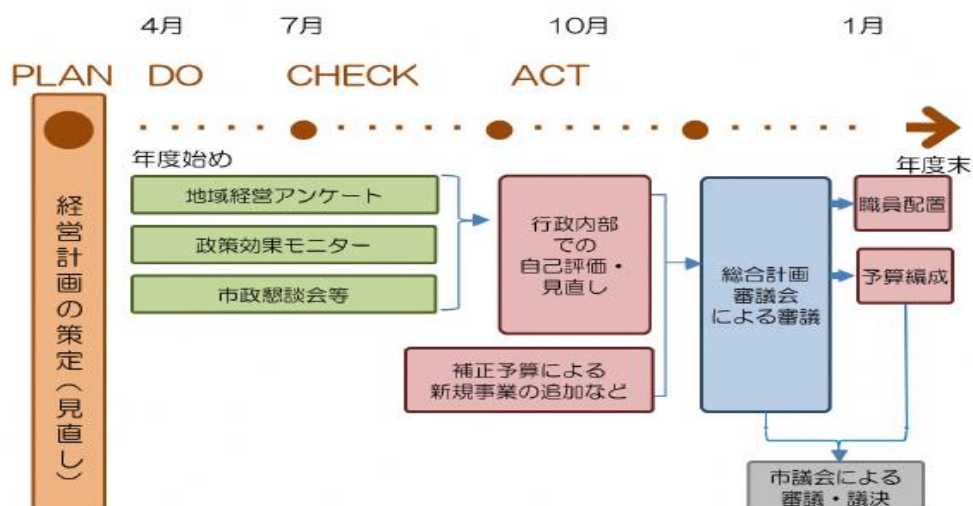 4月 7月 10月 1月
PLAN DO CHECK ACT
年度始め
年度末
経営計画の策定(見直し)
地域経営アンケート
政策効果モニター
市政懇談会等
行政内部
での
自己評価・
見直し
補正予算による
新規事業の追加など
総合計画
審議会
による審議
職員配置
予算編成
市議会による
審議・議決